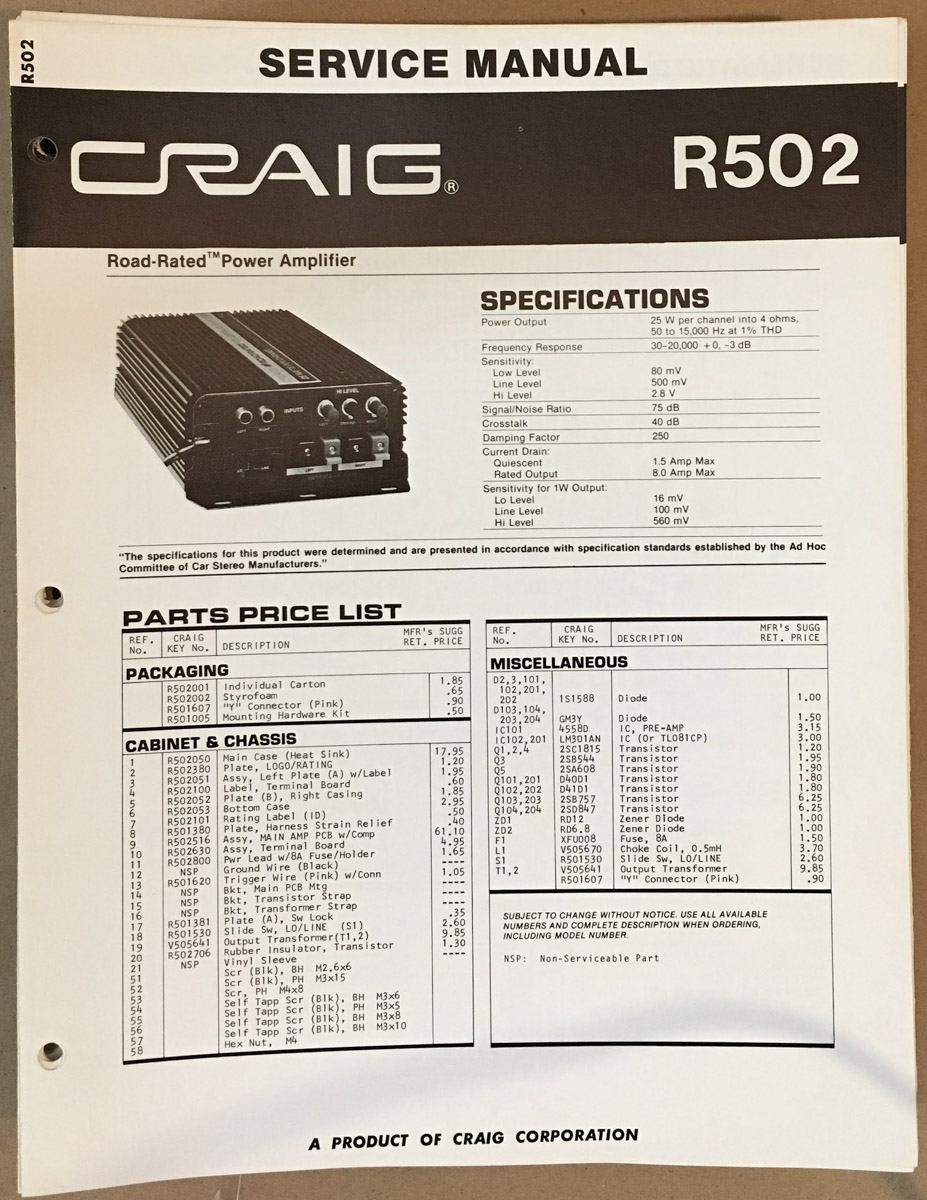 R502
SERVICE MANUAL
CRAIG® R502
Road-Rated™ Power Amplifier
SPECIFICATIONS
Power Output 25 W per channel into 4 ohms,
50 to 15,000 Hz at 1% THD
Frequency Response 30-20,000 +0, -3 dB
Sensitivity:
Low Level 80 mV
Line Level 500 mV
Hi Level 2.8 V
Signal/Noise Ratio 75 dB
Crosstalk 40 dB
Damping Factor 250
Current Drain:
Quiescent 1.5 Amp Max
Rated Output 8.0 Amp Max
Sensitivity for 1W Output:
Lo Level 16 mV
Line Level 100 mV
Hi Level 560 mV
HI LEVEL
INPUTS
LEFT RIGHT
"The specifications for this product were determined and are presented in accordance with specification standards established by the Ad Hoc
Committee of Car Stereo Manufacturers."
PARTS PRICE LIST
REF. No. CRAIG KEY No. DESCRIPTION MFR's SUGG RET. PRICE
PACKAGING
R502001 Individual Carton 1.85
R502002 Styrofoam .65
R501607 "Y" Connector (Pink) .90
R501005 Mounting Hardware Kit .50
CABINET & CHASSIS
1 R502050 Main Case (Heat Sink) 17.95
2 R502380 Plate, LOGO/RATING 1.20
3 R502051 Assy, Left Plate (A) w/Label 1.95
4 R502100 Label, Terminal Board .60
5 R502052 Plate (B), Right Casing 1.85
6 R502053 Bottom Case 2.95
7 R502101 Rating Label (ID) .50
8 R501380 Plate, Harness Strain Relief .40
9 R502516 Assy, MAIN AMP PCB w/Comp 61.10
10 R502630 Assy, Terminal Board 4.95
11 R502800 Pwr Lead w/8A Fuse/Holder 1.65
12 NSP Ground Wire (Black) ----
13 R501620 Trigger Wire (Pink) w/Conn 1.05
14 NSP Bkt, Main PCB Mtg ----
15 NSP Bkt, Transistor Strap ----
16 NSP Bkt, Transformer Strap ----
17 R501381 Plate (A), Sw Lock .35
18 R501530 Slide Sw, LO/LINE (S1) 2.60
19 V505641 Output Transformer(T1,2) 9.85
20 R502706 Rubber Insulator, Transistor 1.30
21 NSP Vinyl Sleeve ----
51 Scr (Blk), BH M2.6x6
52 Scr (Blk), PH M3x15
53 Scr, PH M4x8
54 Self Tapp Scr (Blk), BH M3x6
55 Self Tapp Scr (Blk), PH M3x5
56 Self Tapp Scr (Blk), BH M3x8
57 Self Tapp Scr (Blk), BH M3x10
58 Hex Nut, M4
REF. No. CRAIG KEY No. DESCRIPTION MFR's SUGG RET. PRICE
MISCELLANEOUS
D2,3,101,
102,201,
202 1S1588 Diode 1.00
D103,104,
203,204 GM3Y Diode 1.50
IC101 4558D IC, PRE-AMP 3.15
IC102,201 LM301AN IC (Or TL081CP) 3.00
Q1,2,4 2SC1815 Transistor 1.20
Q3 2SB544 Transistor 1.95
Q5 2SA608 Transistor 1.90
Q101,201 D40D1 Transistor 1.80
Q102,202 D41D1 Transistor 1.80
Q103,203 2SB757 Transistor 6.25
Q104,204 2SD847 Transistor 6.25
ZD1 RD12 Zener Diode 1.00
ZD2 RD6.8 Zener Diode 1.00
F1 XFU008 Fuse, 8A 1.50
L1 V505670 Choke Coil, 0.5mH 3.70
S1 R501530 Slide Sw, LO/LINE 2.60
T1,2 V505641 Output Transformer 9.85
R501607 "Y" Connector (Pink) .90
SUBJECT TO CHANGE WITHOUT NOTICE. USE ALL AVAILABLE
NUMBERS AND COMPLETE DESCRIPTION WHEN ORDERING,
INCLUDING MODEL NUMBER.
NSP: Non-Serviceable Part
A PRODUCT OF CRAIG CORPORATION